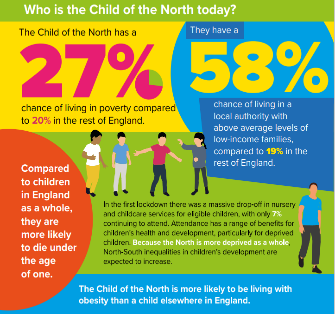 Who is the Child of the North today?
The Child of the North has a
27%
chance of living in poverty compared
to 20% in the rest of England.
They have a
58%
chance of living in a
local authority with
above average levels of
low-income families,
compared to 19% in the
rest of England.
Compared
to children
in England
as a whole,
they are
more likely
to die under
the age
of one.
In the first lockdown there was a massive drop-off in nursery
and childcare services for eligible children, with only 7%
continuing to attend. Attendance has a range of benefits for
children's health and development, particularly for deprived
children. Because the North is more deprived as a whole,
North-South inequalities in children's development are
expected to increase.
The Child of the North is more likely to be living with
obesity than a child elsewhere in England.